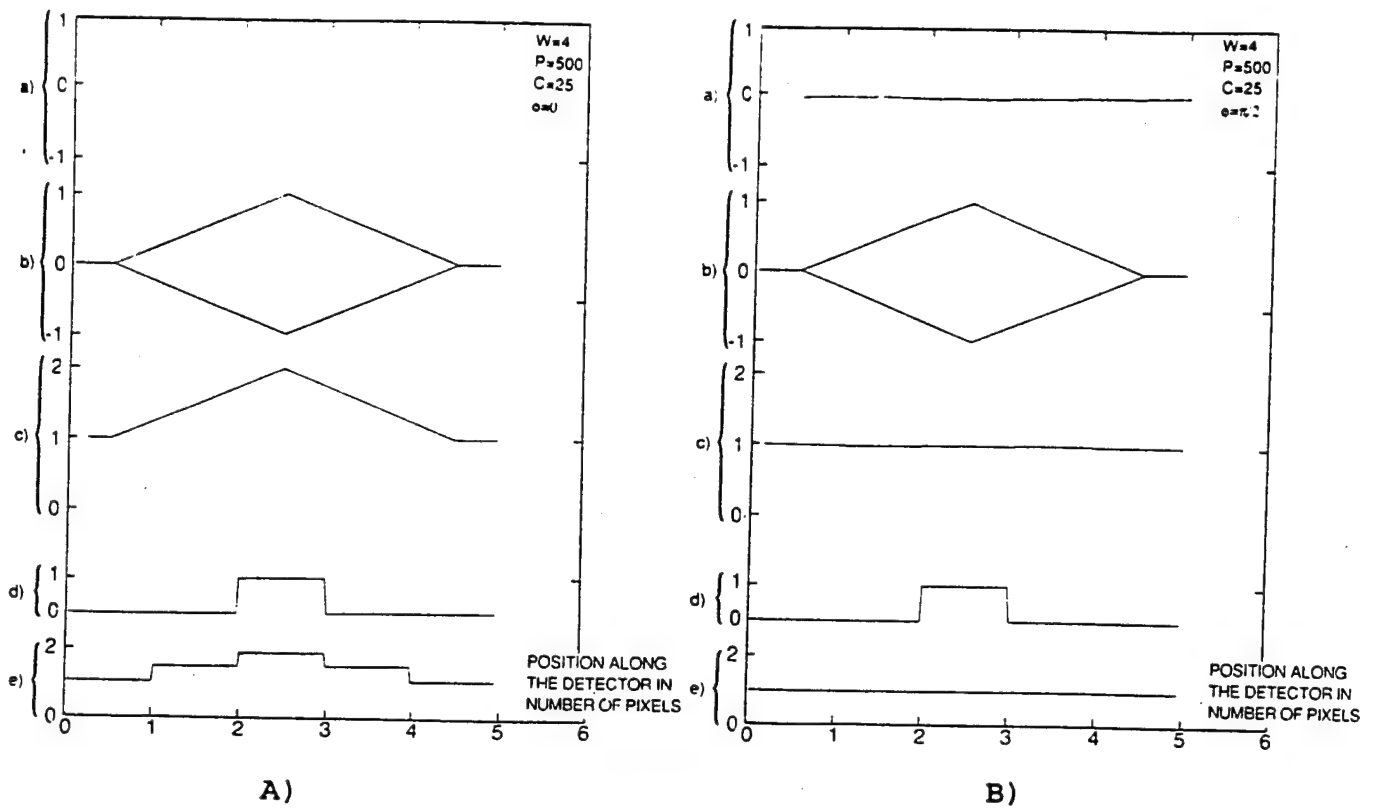 W=4
P=500
C=25
ø=0
a) 1
C
-1
b) 1
0
-1
c) 2
1
0
d) 1
C
e) 2
0
0 1 2 3 4 5 6
POSITION ALONG
THE DETECTOR IN
NUMBER OF PIXELS
A)
W=4
P=500
C=25
ø=π/2
a) 1
C
-1
b) 1
0
-1
c) 2
1
0
d) 1
0
e) 2
0
0 1 2 3 4 5 6
POSITION ALONG
THE DETECTOR IN
NUMBER OF PIXELS
B)